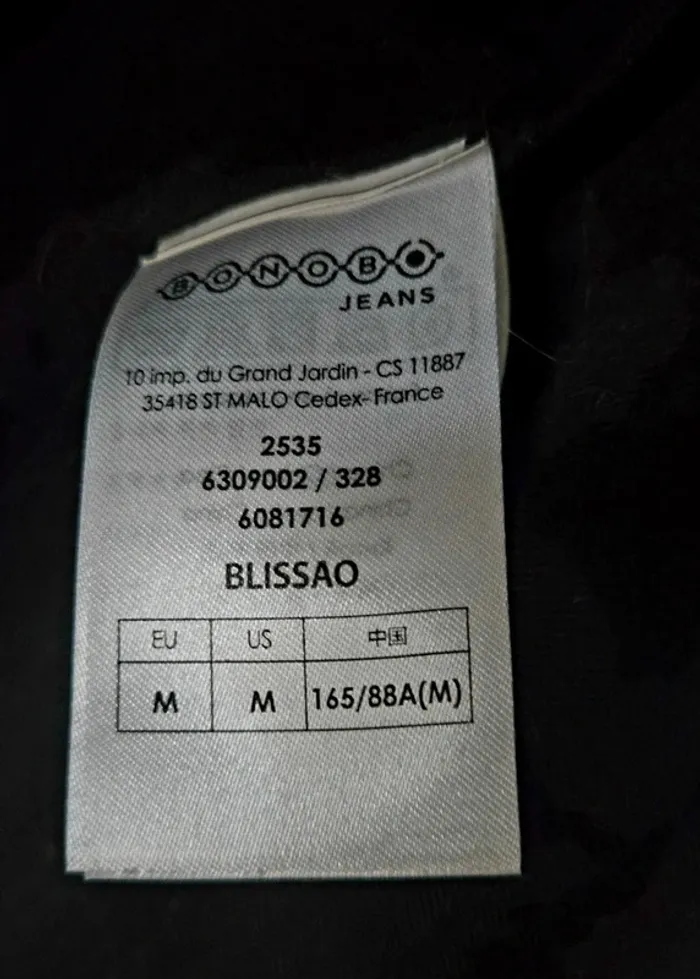 BONOBO
JEANS
10 imp. du Grand Jardin - CS 11887
35418 ST MALO Cedex- France
2535
6309002 / 328
6081716
BLISSAO
EU US 中国
M M 165/88A(M)